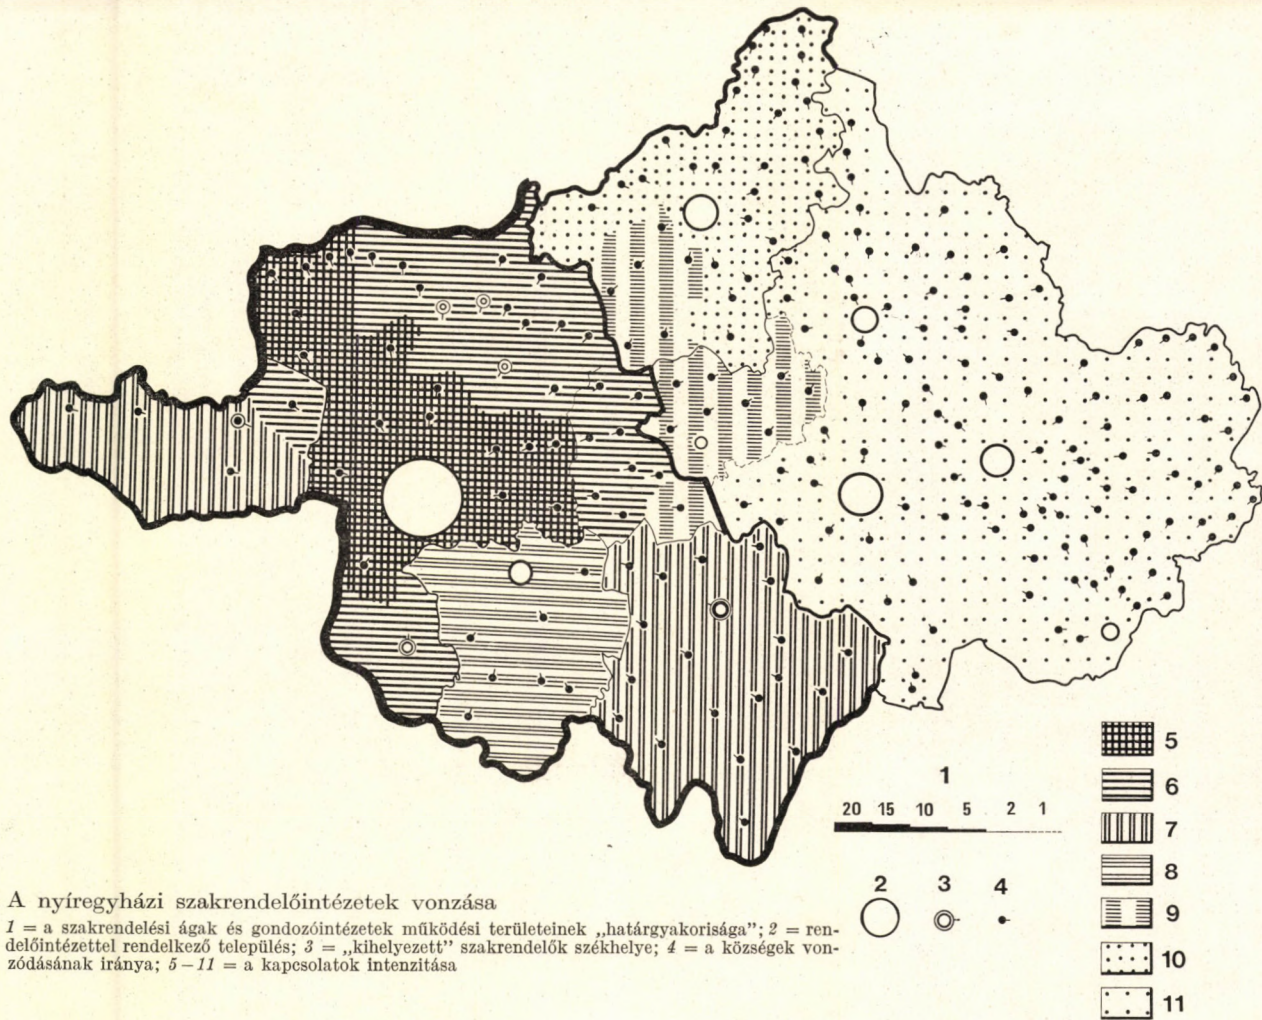 1
20 15 10 5 2 1
2 3 4
5
6
7
8
9
10
11
A nyíregyházi szakrendelőintézetek vonzása
1 = a szakrendelési ágak és gondozóintézetek működési területeinek „határgyakorisága”; 2 = ren-
delőintézettel rendelkező település; 3 = „kihelyezett” szakrendelők székhelye; 4 = a községek von-
zódásának iránya; 5–11 = a kapcsolatok intenzitása